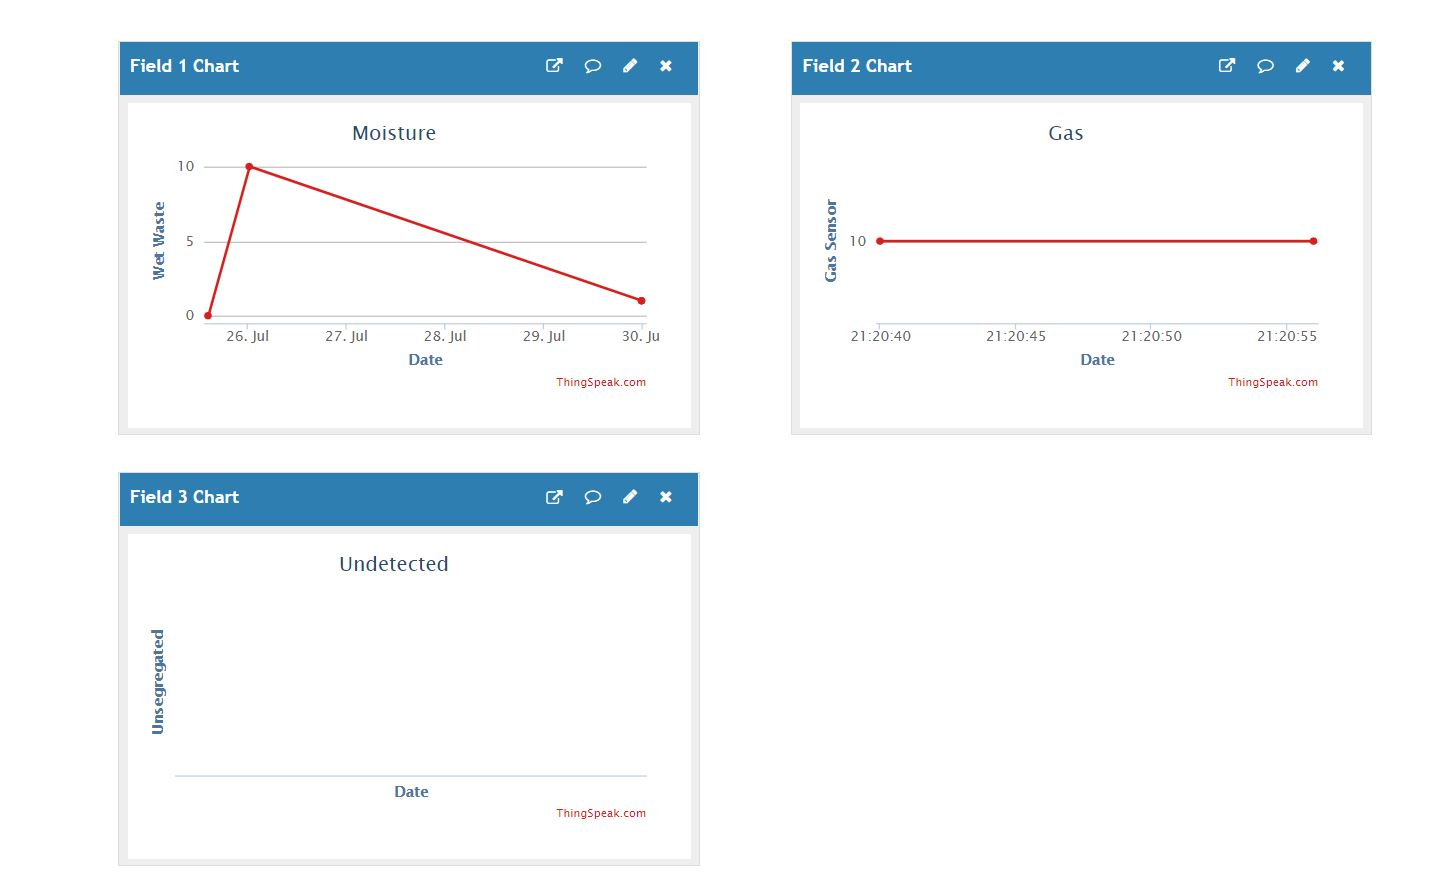 Field 1 Chart
Moisture
Wet Waste
10
5
0
26. Jul
27. Jul
28. Jul
29. Jul
30. Ju
Date
ThingSpeak.com
Field 2 Chart
Gas
Gas Sensor
10
21:20:40
21:20:45
21:20:50
21:20:55
Date
ThingSpeak.com
Field 3 Chart
Undetected
Unsegregated
Date
ThingSpeak.com